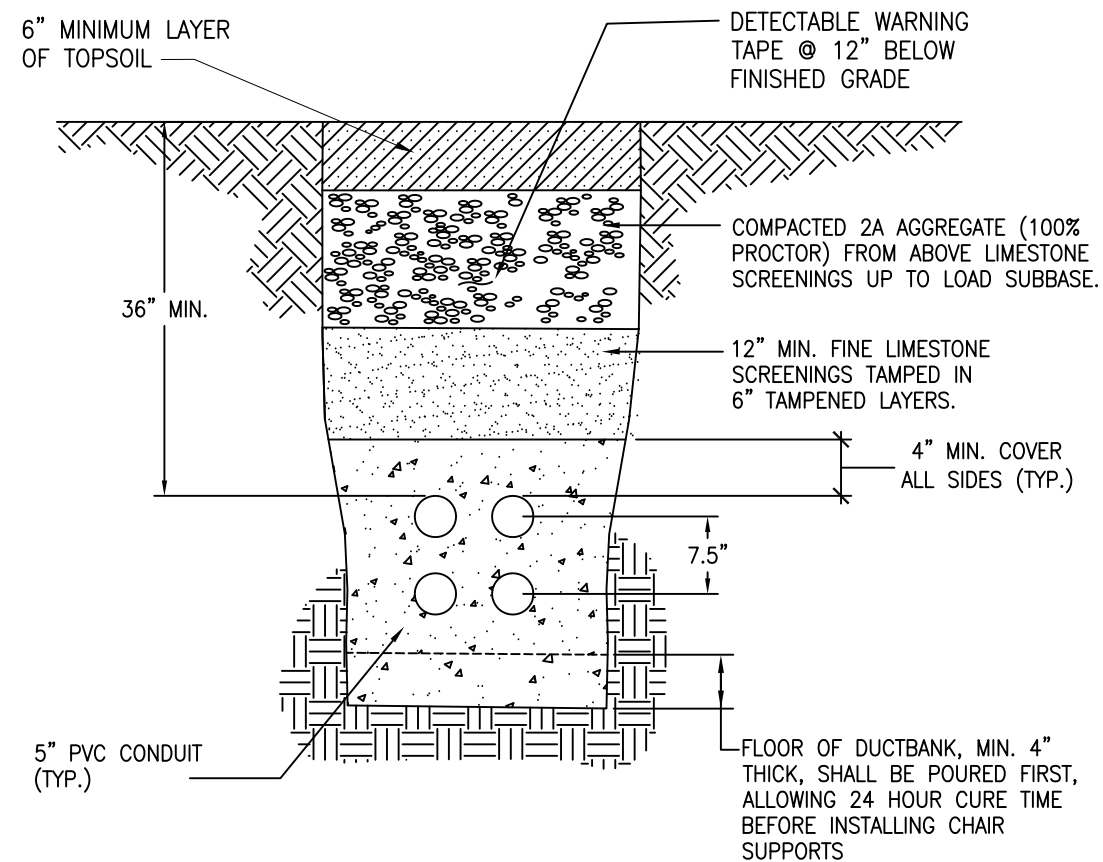 6” MINIMUM LAYER
OF TOPSOIL
DETECTABLE WARNING
TAPE @ 12” BELOW
FINISHED GRADE
COMPACTED 2A AGGREGATE (100%
PROCTOR) FROM ABOVE LIMESTONE
SCREENINGS UP TO LOAD SUBBASE.
36” MIN.
12” MIN. FINE LIMESTONE
SCREENINGS TAMPED IN
6” TAMPENED LAYERS.
4” MIN. COVER
ALL SIDES (TYP.)
7.5”
5” PVC CONDUIT
(TYP.)
FLOOR OF DUCTBANK, MIN. 4”
THICK, SHALL BE POURED FIRST,
ALLOWING 24 HOUR CURE TIME
BEFORE INSTALLING CHAIR
SUPPORTS